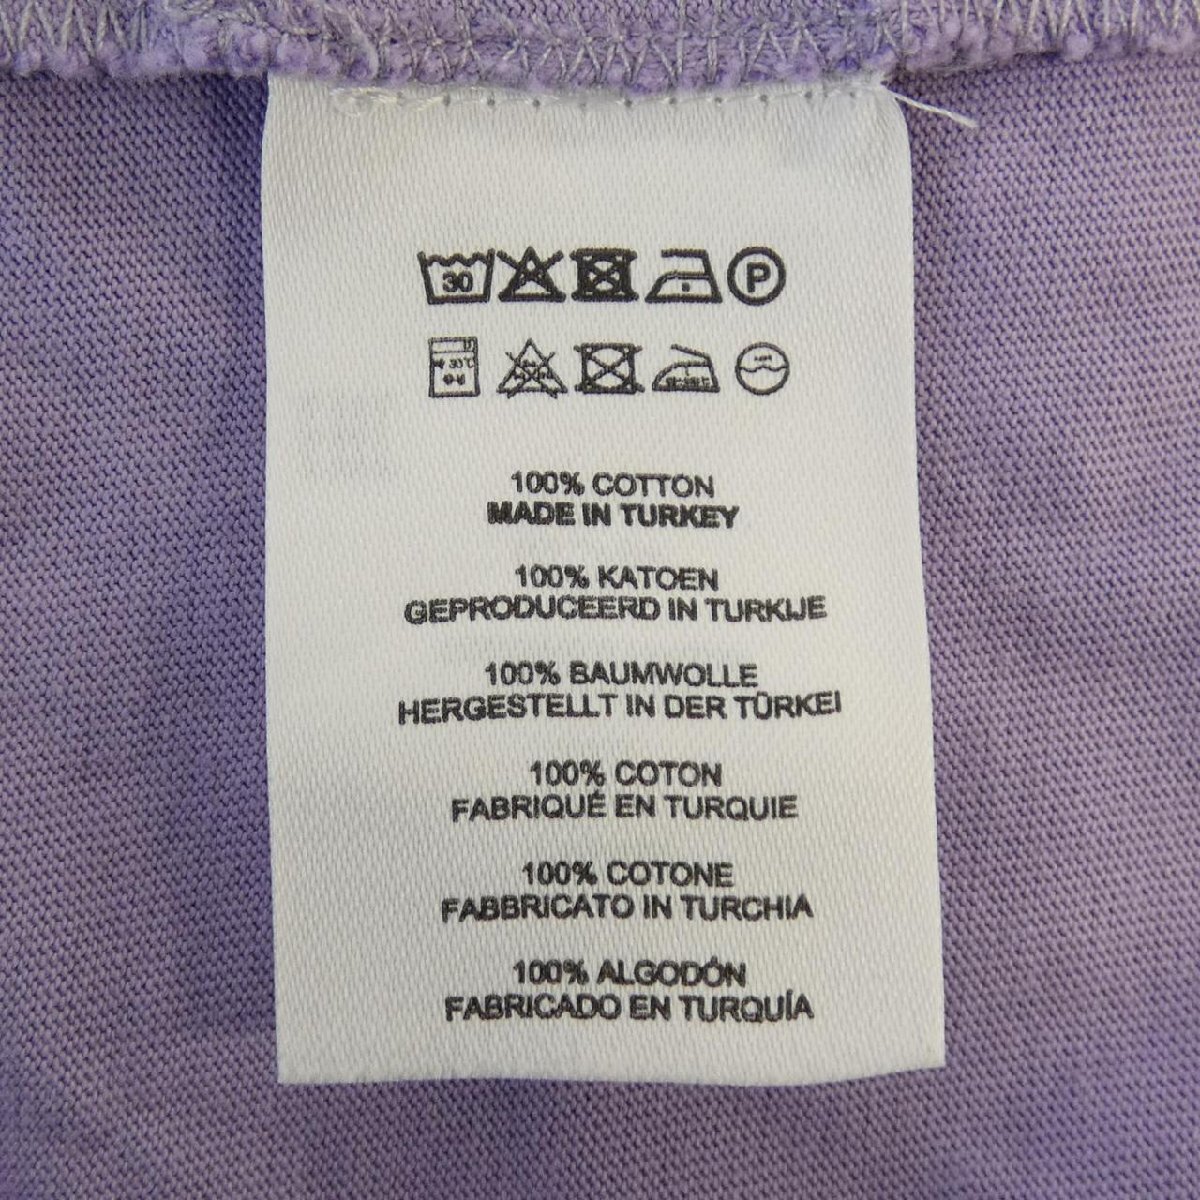 30 P
30℃
100% COTTON
MADE IN TURKEY
100% KATOEN
GEPRODUCEERD IN TURKIJE
100% BAUMWOLLE
HERGESTELLT IN DER TÜRKEI
100% COTON
FABRIQUÉ EN TURQUIE
100% COTONE
FABBRICATO IN TURCHIA
100% ALGODÓN
FABRICADO EN TURQUÍA